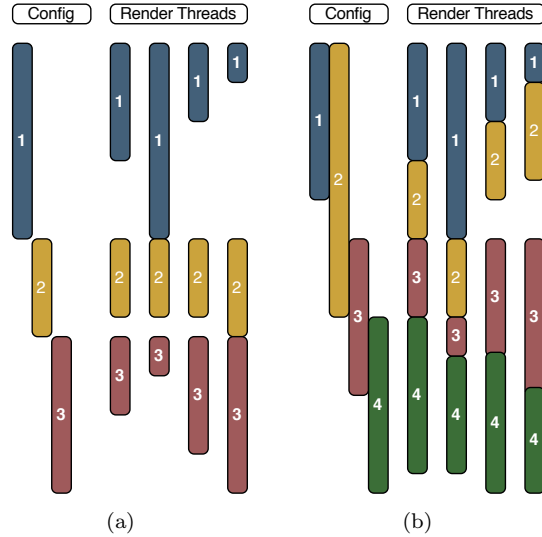 Config Render Threads Config Render Threads
1 1 1 1 1 1 2 1 1 1 1
2 2 2 2 2 2 2 2 2
3 3 3 3 3 3 3 2 3 3
3 4 4 4 4 4
(a) (b)